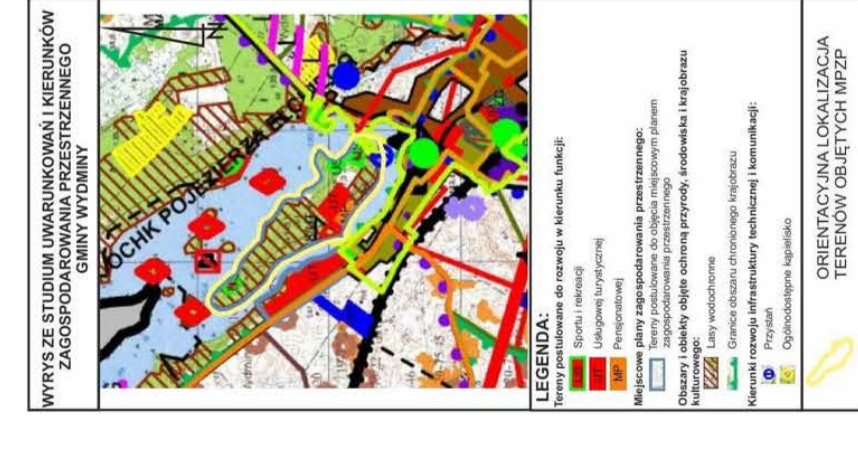 WYRYS ZE STUDIUM UWARUNKOWAŃ I KIERUNKÓW
ZAGOSPODAROWANIA PRZESTRZENNEGO
GMINY WYDMINY
OCHK POJEZIERZA EŁCKIEGO
LEGENDA:
Tereny postulowane do rozwoju w kierunku funkcji:
US Sportu i rekreacji
UT Usługowej turystycznej
MP Pensjonatowej
Miejscowe plany zagospodarowania przestrzennego:
Tereny postulowane do objęcia miejscowym planem
zagospodarowania przestrzennego
Obszary i obiekty objęte ochroną przyrody, środowiska i krajobrazu
kulturowego:
Lasy wodochronne
Granice obszaru chronionego krajobrazu
Kierunki rozwoju infrastruktury technicznej i komunikacji:
Przystań
Ogólnodostępne kąpielisko
ORIENTACYJNA LOKALIZACJA
TERENÓW OBJĘTYCH MPZP